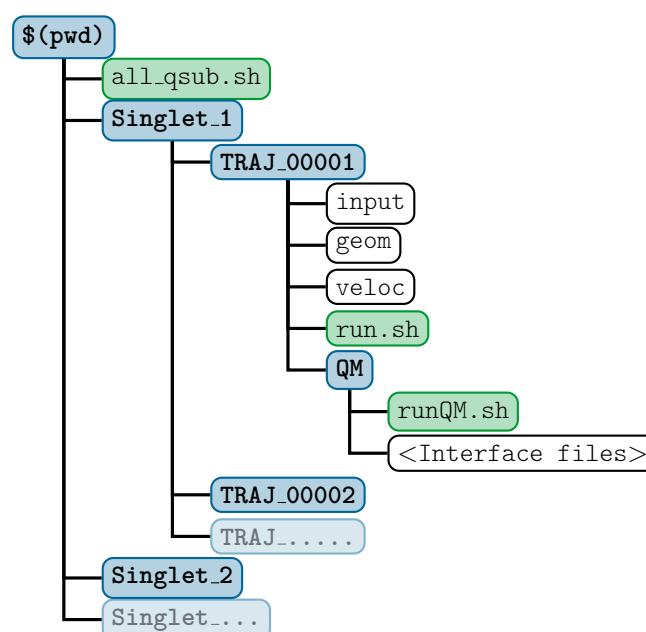 $(pwd)
all_qsub.sh
Singlet_1
TRAJ_00001
input
geom
veloc
run.sh
QM
runQM.sh
<Interface files>
TRAJ_00002
TRAJ_.....
Singlet_2
Singlet_...